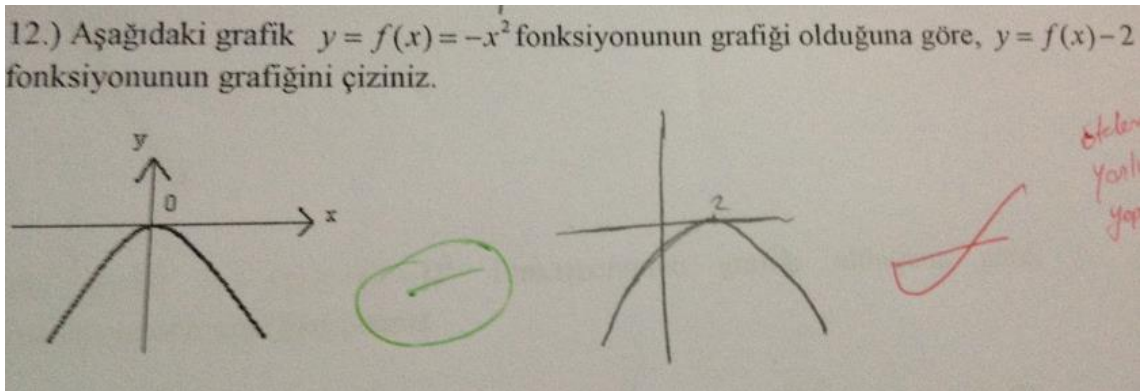 12.) Aşağıdaki grafik y = f(x) = -x² fonksiyonunun grafiği olduğuna göre, y = f(x) - 2
fonksiyonunun grafiğini çiziniz.
y
0
x
2